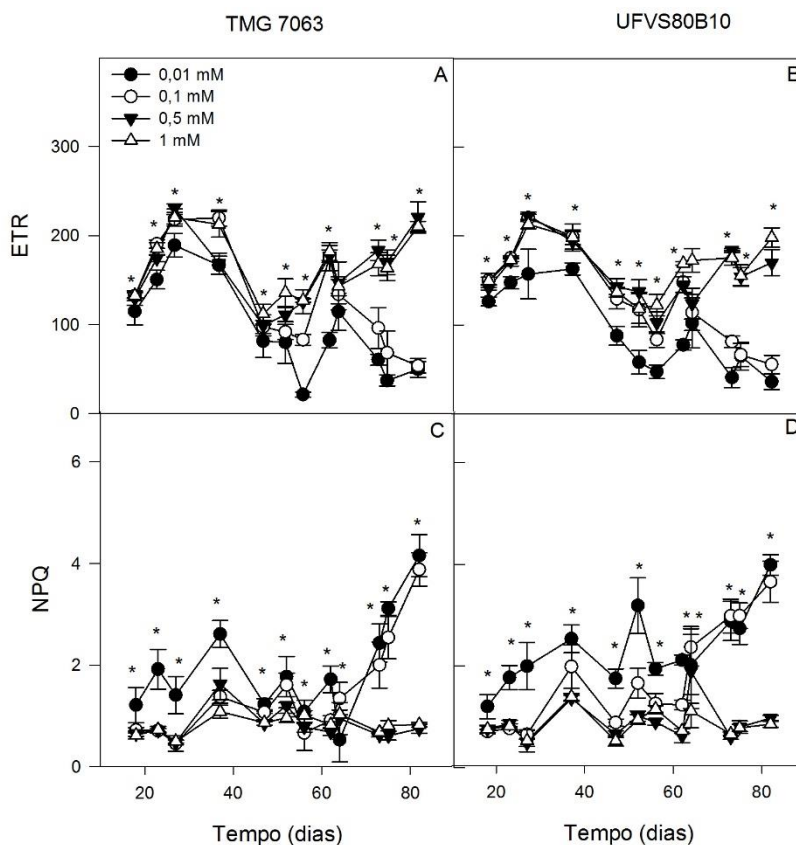 TMG 7063
UFVS80B10
A
B
0,01 mM
0,1 mM
0,5 mM
1 mM
300
200
100
0
ETR
* * * * * * * * * * *
* * * * * * * * * * *
C
D
6
4
2
0
NPQ
* * * * * * * * * * * *
* * * * * * * * * * * *
20 40 60 80
20 40 60 80
Tempo (dias)
Tempo (dias)